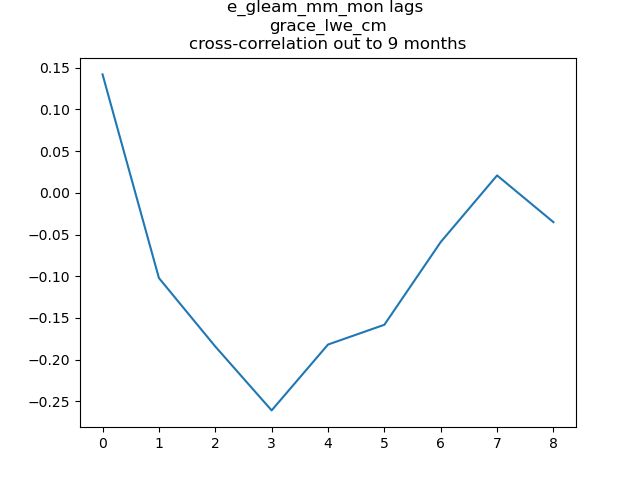 e_gleam_mm_mon lags
grace_lwe_cm
cross-correlation out to 9 months
0.15
0.10
0.05
0.00
−0.05
−0.10
−0.15
−0.20
−0.25
0 1 2 3 4 5 6 7 8